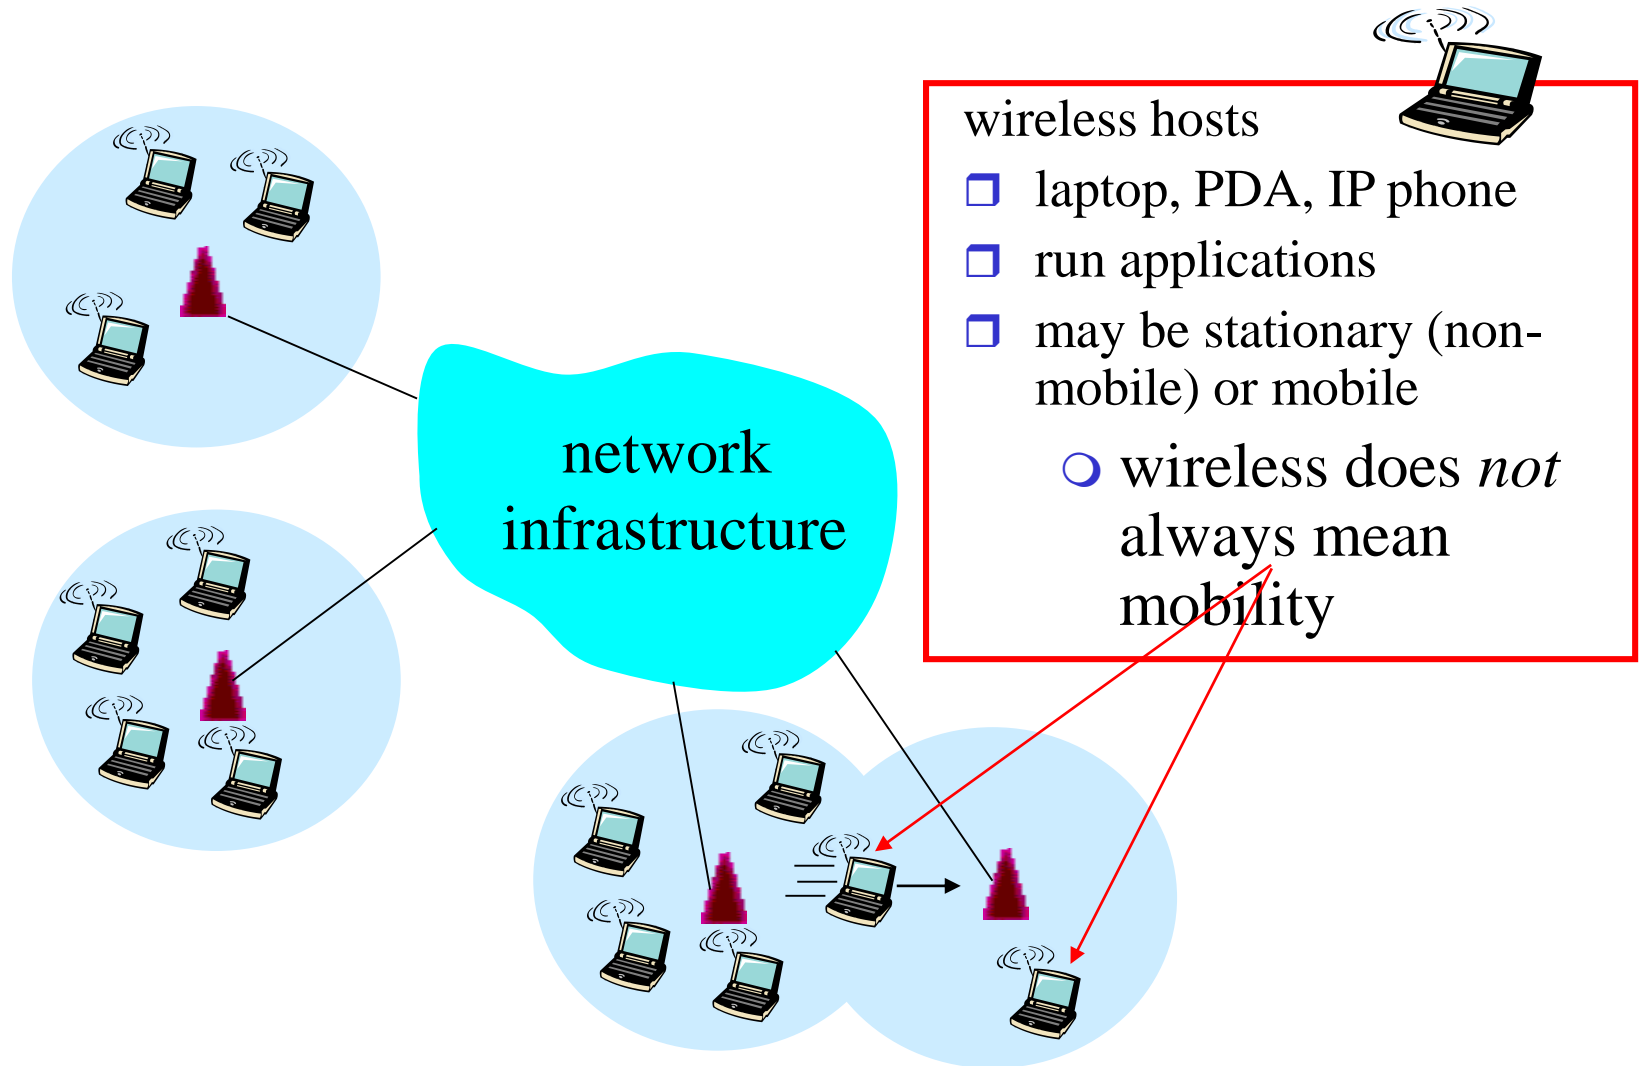 wireless hosts
laptop, PDA, IP phone
run applications
may be stationary (non-
mobile) or mobile
wireless does not
always mean
mobility
network
infrastructure